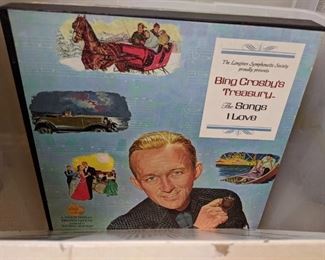 The Longines Symphonette Society
proudly presents
Bing Crosby's
Treasury
The Songs
I Love